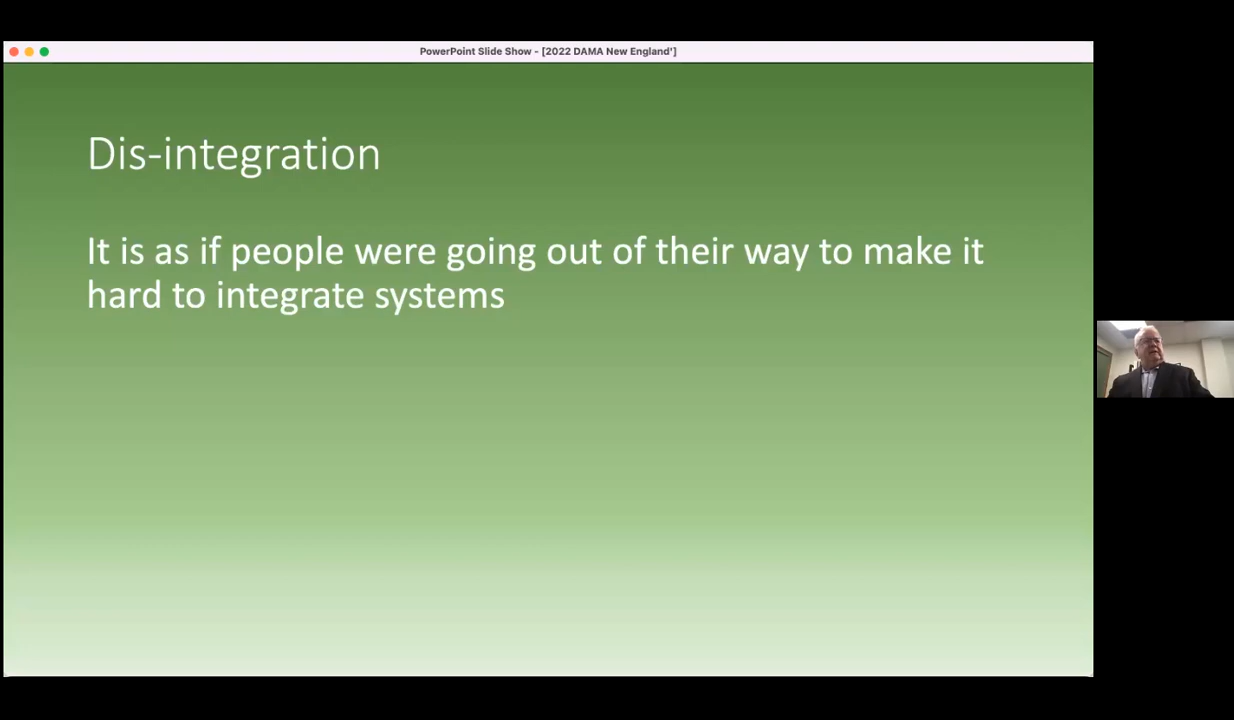 PowerPoint Slide Show - [2022 DAMA New England']
Dis-integration
It is as if people were going out of their way to make it
hard to integrate systems